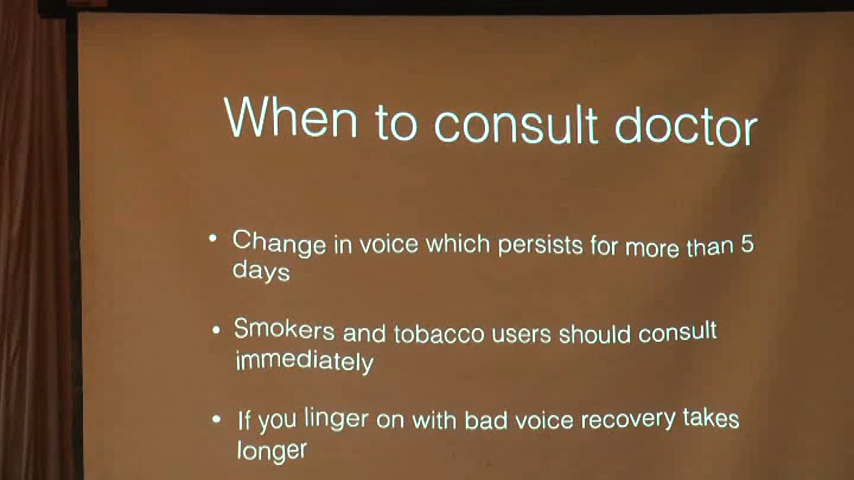 When to consult doctor
• Change in voice which persists for more than 5
days
• Smokers and tobacco users should consult
immediately
• If you linger on with bad voice recovery takes
longer